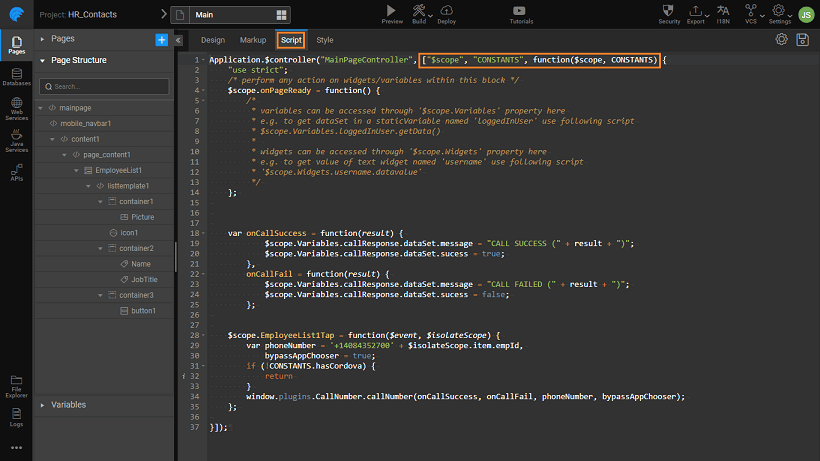 Project: HR_Contacts
Main
Preview
Build
Deploy
Tutorials
Security
Export
I18N
VCS
Settings
JS
Pages
Databases
Web Services
Java Services
APIs
File Explorer
Logs
Pages
Page Structure
Search...
mainpage
mobile_navbar1
content1
page_content1
EmployeeList1
listtemplate1
container1
Picture
icon1
container2
Name
JobTitle
container3
button1
Variables
Design Markup Script Style
1 Application.$controller("MainPageController", ["$scope", "CONSTANTS", function($scope, CONSTANTS) {
2 "use strict";
3 /* perform any action on widgets/variables within this block */
4 $scope.onPageReady = function() {
5 /*
6 * variables can be accessed through '$scope.Variables' property here
7 * e.g. to get dataSet in a staticVariable named 'loggedInUser' use following script
8 * $scope.Variables.loggedInUser.getData()
9 *
10 * widgets can be accessed through '$scope.Widgets' property here
11 * e.g. to get value of text widget named 'username' use following script
12 * '$scope.Widgets.username.datavalue'
13 */
14 };
15
16
17
18 var onCallSuccess = function(result) {
19 $scope.Variables.callResponse.dataSet.message = "CALL SUCCESS (" + result + ")";
20 $scope.Variables.callResponse.dataSet.sucess = true;
21 },
22 onCallFail = function(result) {
23 $scope.Variables.callResponse.dataSet.message = "CALL FAILED (" + result + ")";
24 $scope.Variables.callResponse.dataSet.sucess = false;
25 };
26
27
28 $scope.EmployeeList1Tap = function($event, $isolateScope) {
29 var phoneNumber = '+14084352700' + $isolateScope.item.empId,
30 bypassAppChooser = true;
31 if (!CONSTANTS.hasCordova) {
i 32 return
33 }
34 window.plugins.CallNumber.callNumber(onCallSuccess, onCallFail, phoneNumber, bypassAppChooser);
35 };
36
37 }]);